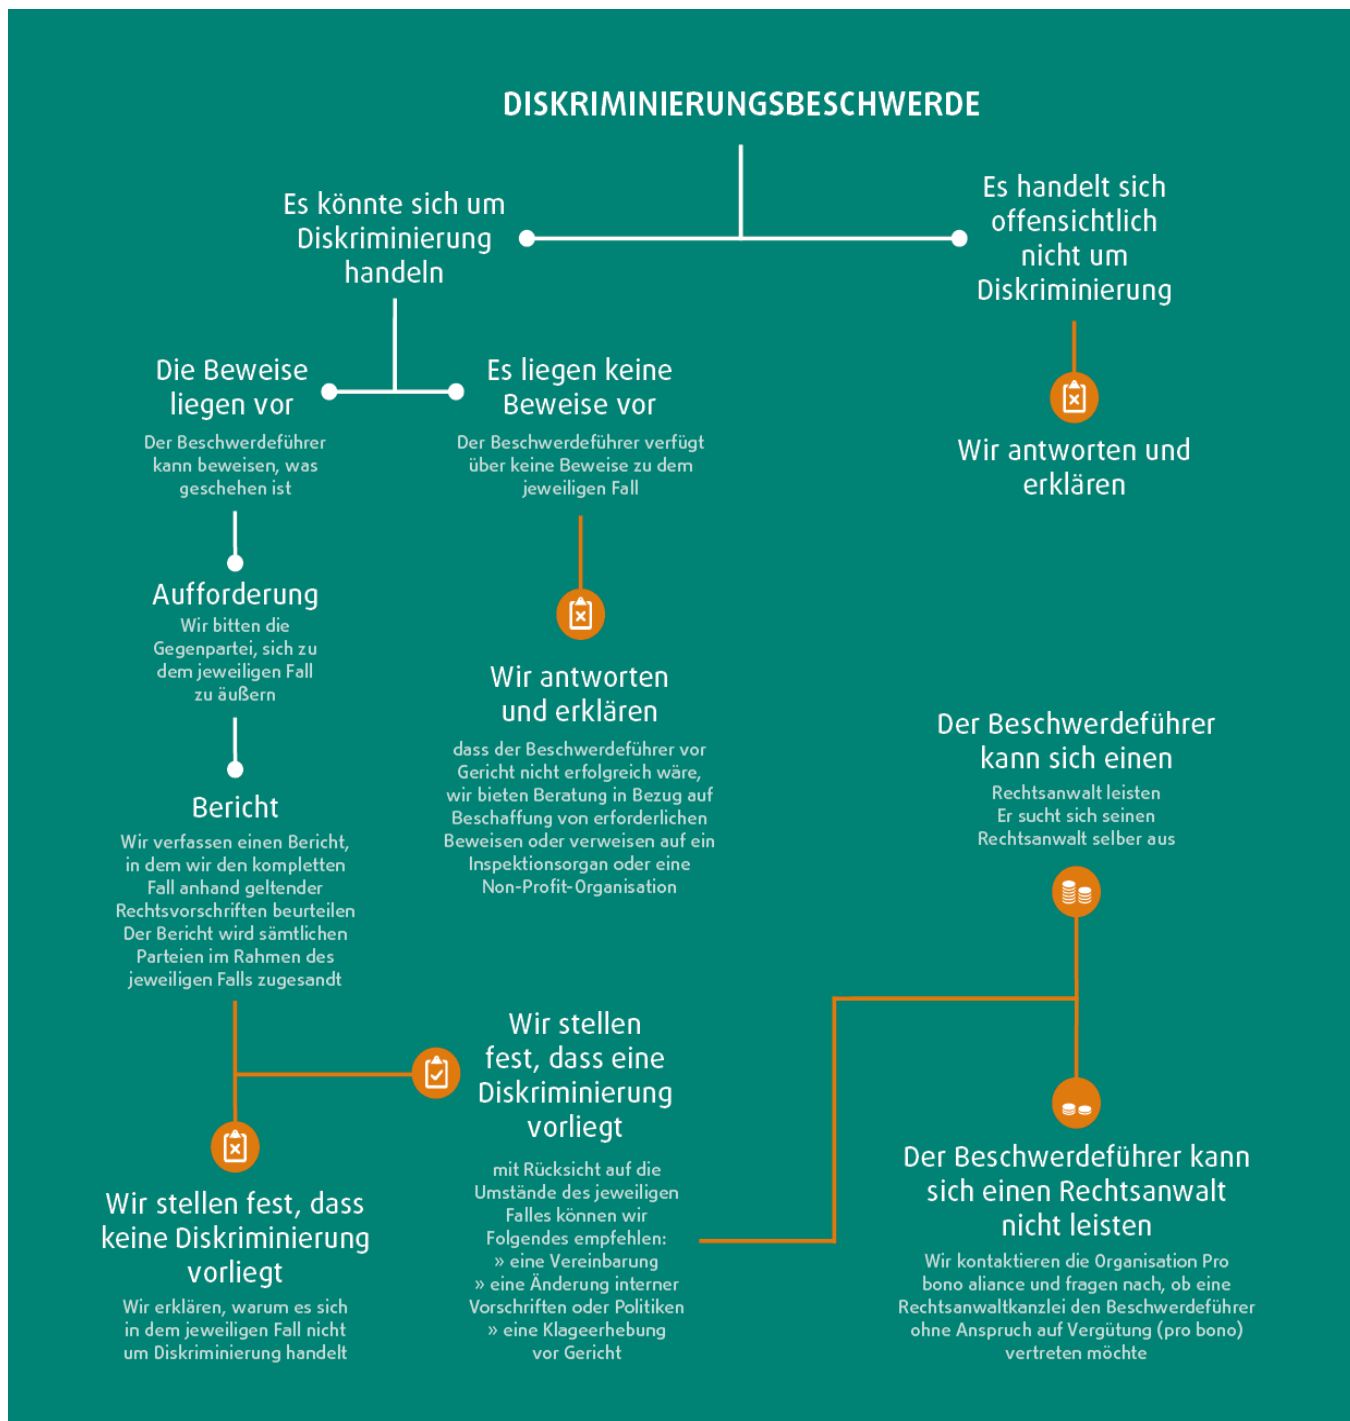 DISKRIMINIERUNGSBESCHWERDE
Es könnte sich um
Diskriminierung
handeln
Es handelt sich
offensichtlich
nicht um
Diskriminierung
Die Beweise
liegen vor
Der Beschwerdeführer
kann beweisen, was
geschehen ist
Es liegen keine
Beweise vor
Der Beschwerdeführer verfügt
über keine Beweise zu dem
jeweiligen Fall
Wir antworten und
erklären
Aufforderung
Wir bitten die
Gegenpartei, sich zu
dem jeweiligen Fall
zu äußern
Wir antworten
und erklären
dass der Beschwerdeführer vor
Gericht nicht erfolgreich wäre,
wir bieten Beratung in Bezug auf
Beschaffung von erforderlichen
Beweisen oder verweisen auf ein
Inspektionsorgan oder eine
Non-Profit-Organisation
Bericht
Wir verfassen einen Bericht,
in dem wir den kompletten
Fall anhand geltender
Rechtsvorschriften beurteilen
Der Bericht wird sämtlichen
Parteien im Rahmen des
jeweiligen Falls zugesandt
Wir stellen fest, dass
keine Diskriminierung
vorliegt
Wir erklären, warum es sich
in dem jeweiligen Fall nicht
um Diskriminierung handelt
Wir stellen
fest, dass eine
Diskriminierung
vorliegt
mit Rücksicht auf die
Umstände des jeweiligen
Falles können wir
Folgendes empfehlen:
» eine Vereinbarung
» eine Änderung interner
Vorschriften oder Politiken
» eine Klageerhebung
vor Gericht
Der Beschwerdeführer
kann sich einen
Rechtsanwalt leisten
Er sucht sich seinen
Rechtsanwalt selber aus
Der Beschwerdeführer kann
sich einen Rechtsanwalt
nicht leisten
Wir kontaktieren die Organisation Pro
bono aliance und fragen nach, ob eine
Rechtsanwaltkanzlei den Beschwerdeführer
ohne Anspruch auf Vergütung (pro bono)
vertreten möchte